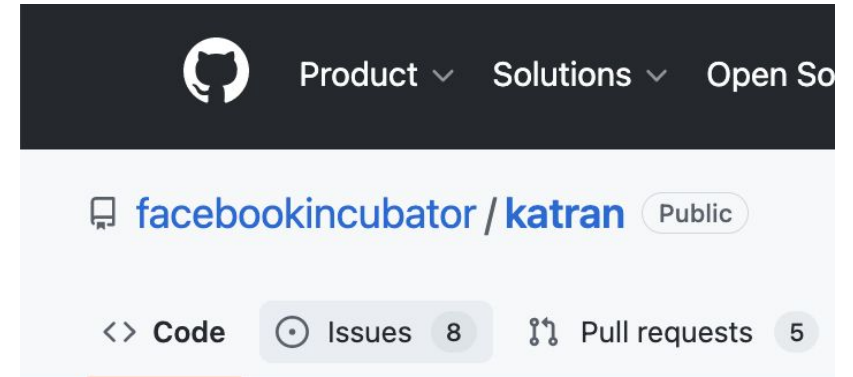 Product Solutions Open So
facebookincubator / katran Public
<> Code Issues 8 Pull requests 5